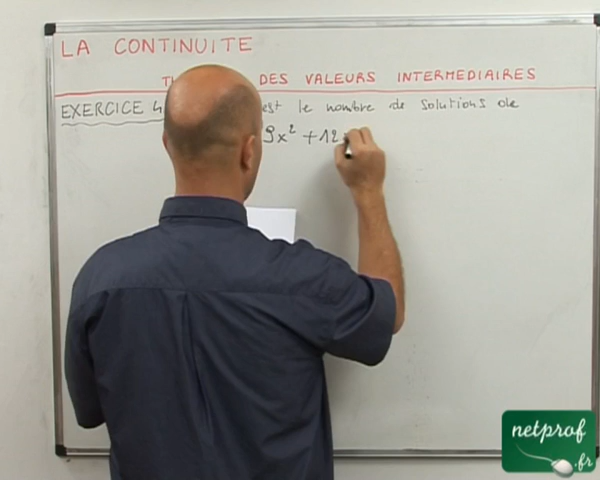 LA CONTINUITE
DES VALEURS INTERMEDIAIRES
EXERCICE 4 est le nombre de solutions de
9x² + 12
netprof
.fr